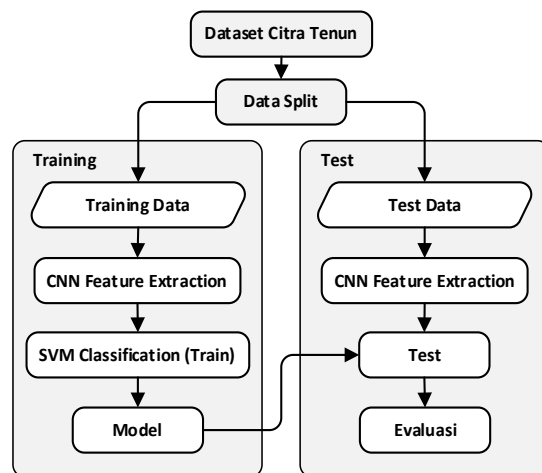 Dataset Citra Tenun
Data Split
Training
Training Data
CNN Feature Extraction
SVM Classification (Train)
Model
Test
Test Data
CNN Feature Extraction
Test
Evaluasi